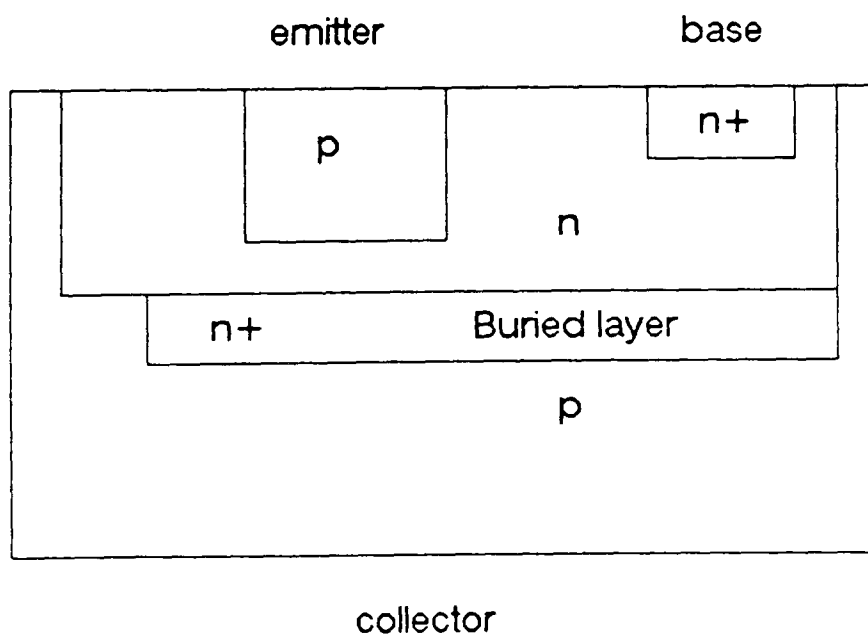 emitter base
n+
p
n
n+ Buried layer
p
collector